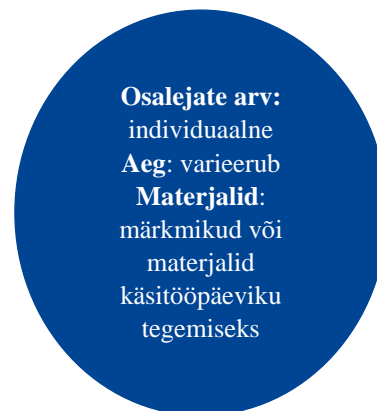 Osalejate arv:
individuaalne
Aeg: varieerub
Materjalid:
märkmikud või
materjalid
käsitööpäeviku
tegemiseks